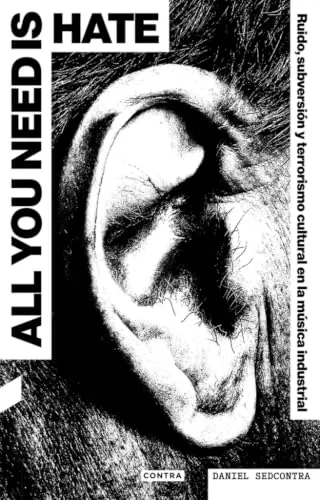 ALL YOU NEED IS
HATE
Ruido, subversión y terrorismo cultural en la música industrial
CONTRA
DANIEL SEDCONTRA